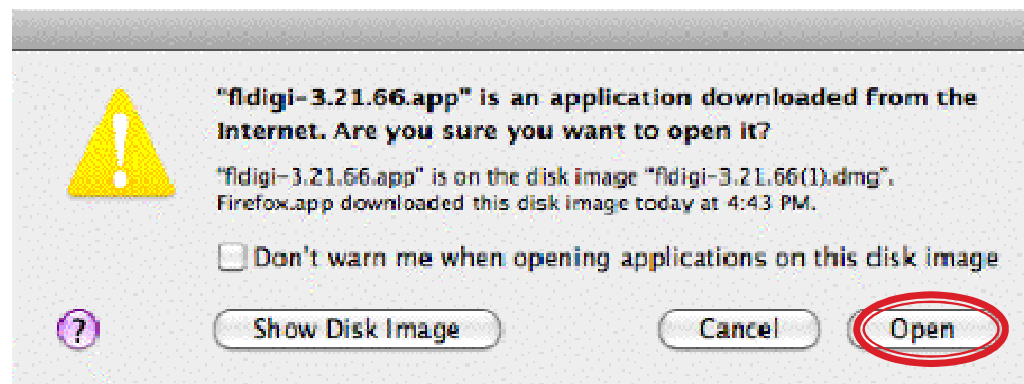 "fldigi-3.21.66.app" is an application downloaded from the
Internet. Are you sure you want to open it?
"fldigi-3.21.66.app" is on the disk image "fldigi-3.21.66(1).dmg".
Firefox.app downloaded this disk image today at 4:43 PM.
Don't warn me when opening applications on this disk image
? Show Disk Image Cancel Open